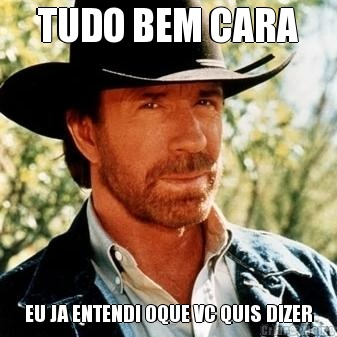 TUDO BEM CARA
EU JA ENTENDI OQUE VC QUIS DIZER